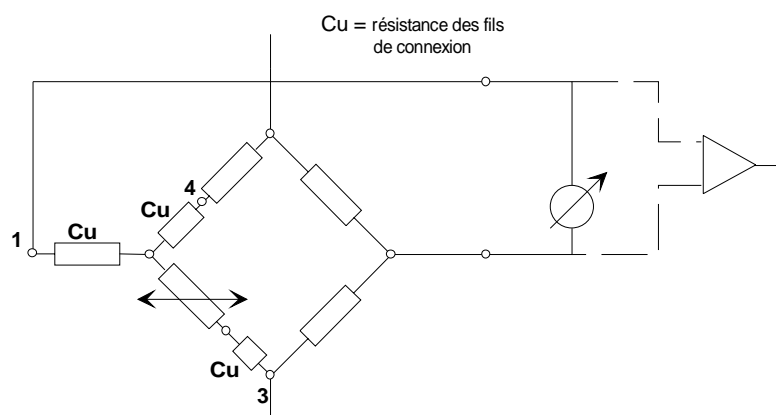 Cu = résistance des fils
de connexion
4
Cu
1
Cu
Cu
3